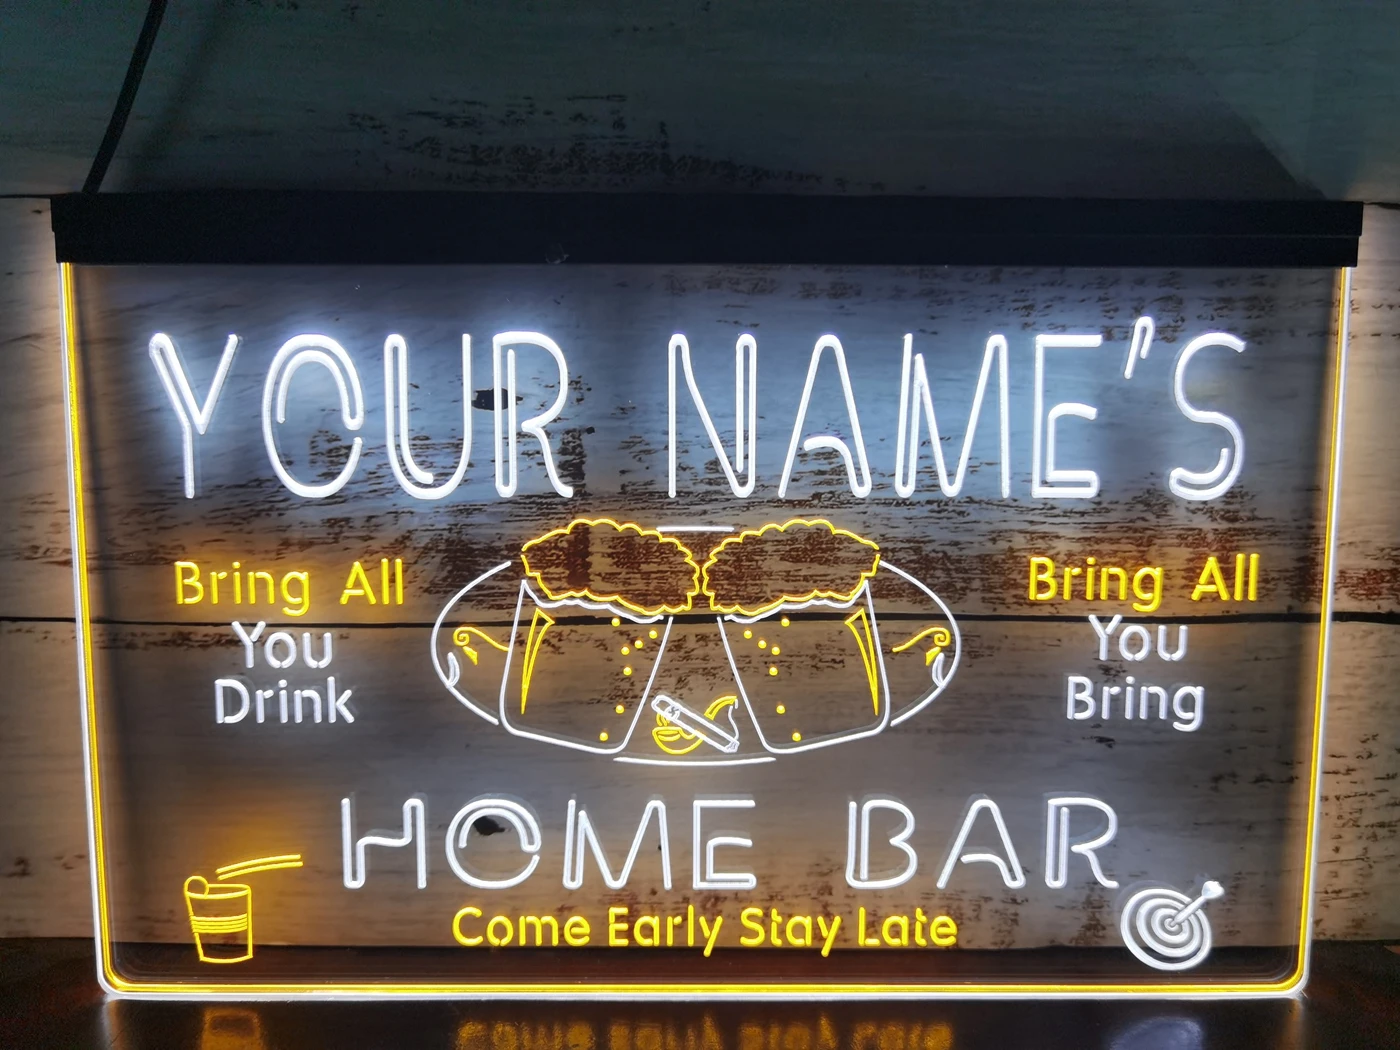 YOUR NAME'S
Bring All
You
Drink
Bring All
You
Bring
HOME BAR
Come Early Stay Late